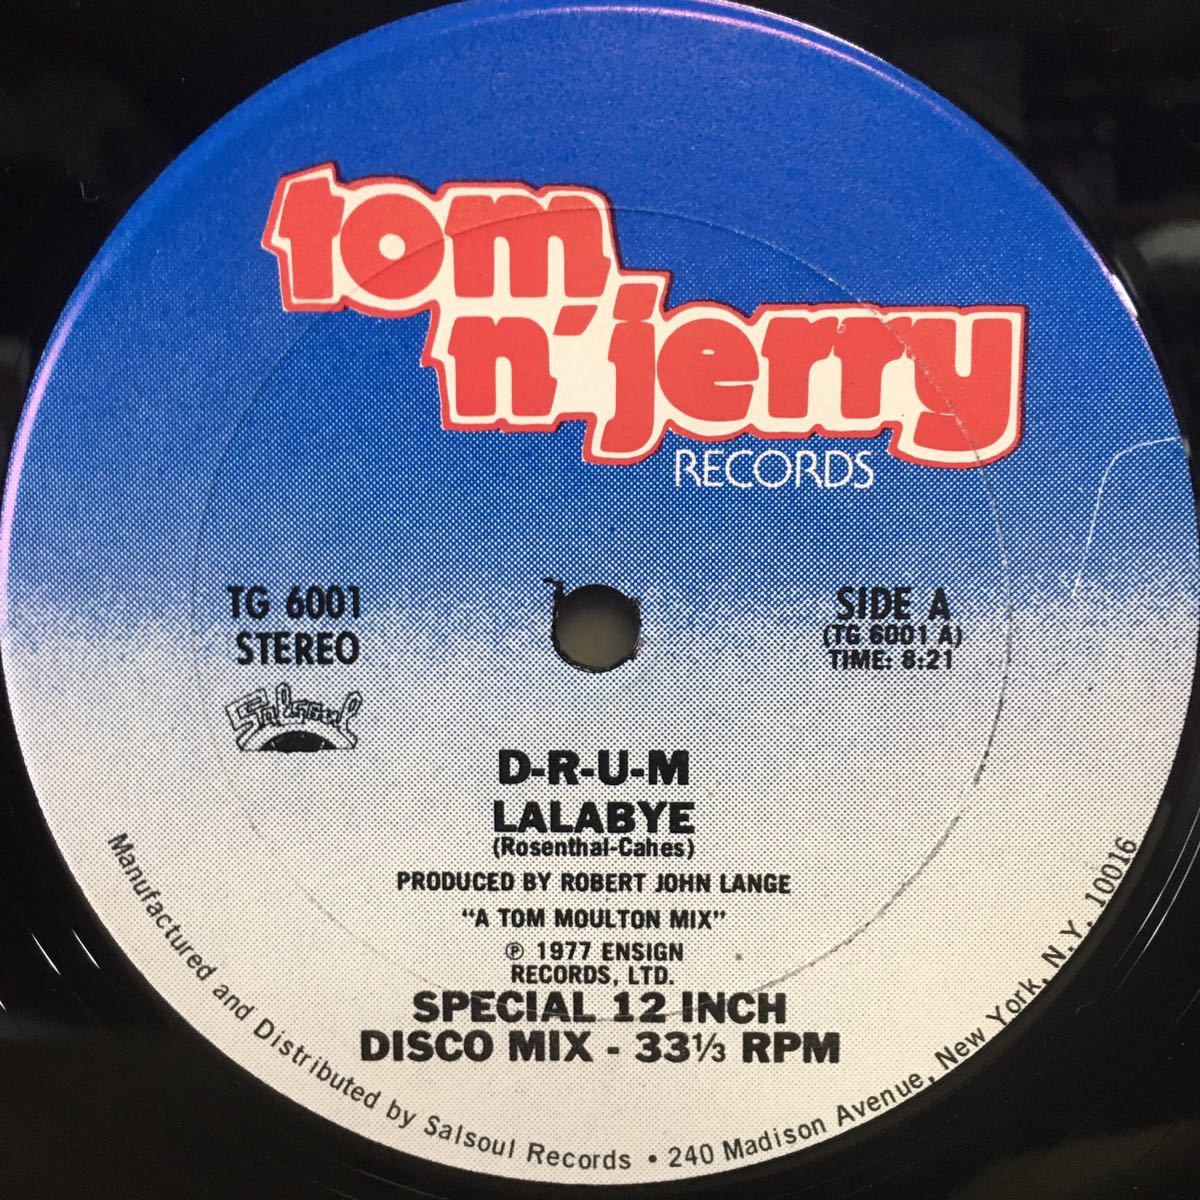 tom
n' jerry
RECORDS
TG 6001
STEREO
Salsoul
SIDE A
(TG 6001 A)
TIME: 8:21
D-R-U-M
LALABYE
(Rosenthal-Cahes)
PRODUCED BY ROBERT JOHN LANGE
"A TOM MOULTON MIX"
℗ 1977 ENSIGN
RECORDS, LTD.
SPECIAL 12 INCH
DISCO MIX - 33⅓ RPM
Manufactured and Distributed by Salsoul Records • 240 Madison Avenue, New York, N.Y. 10016